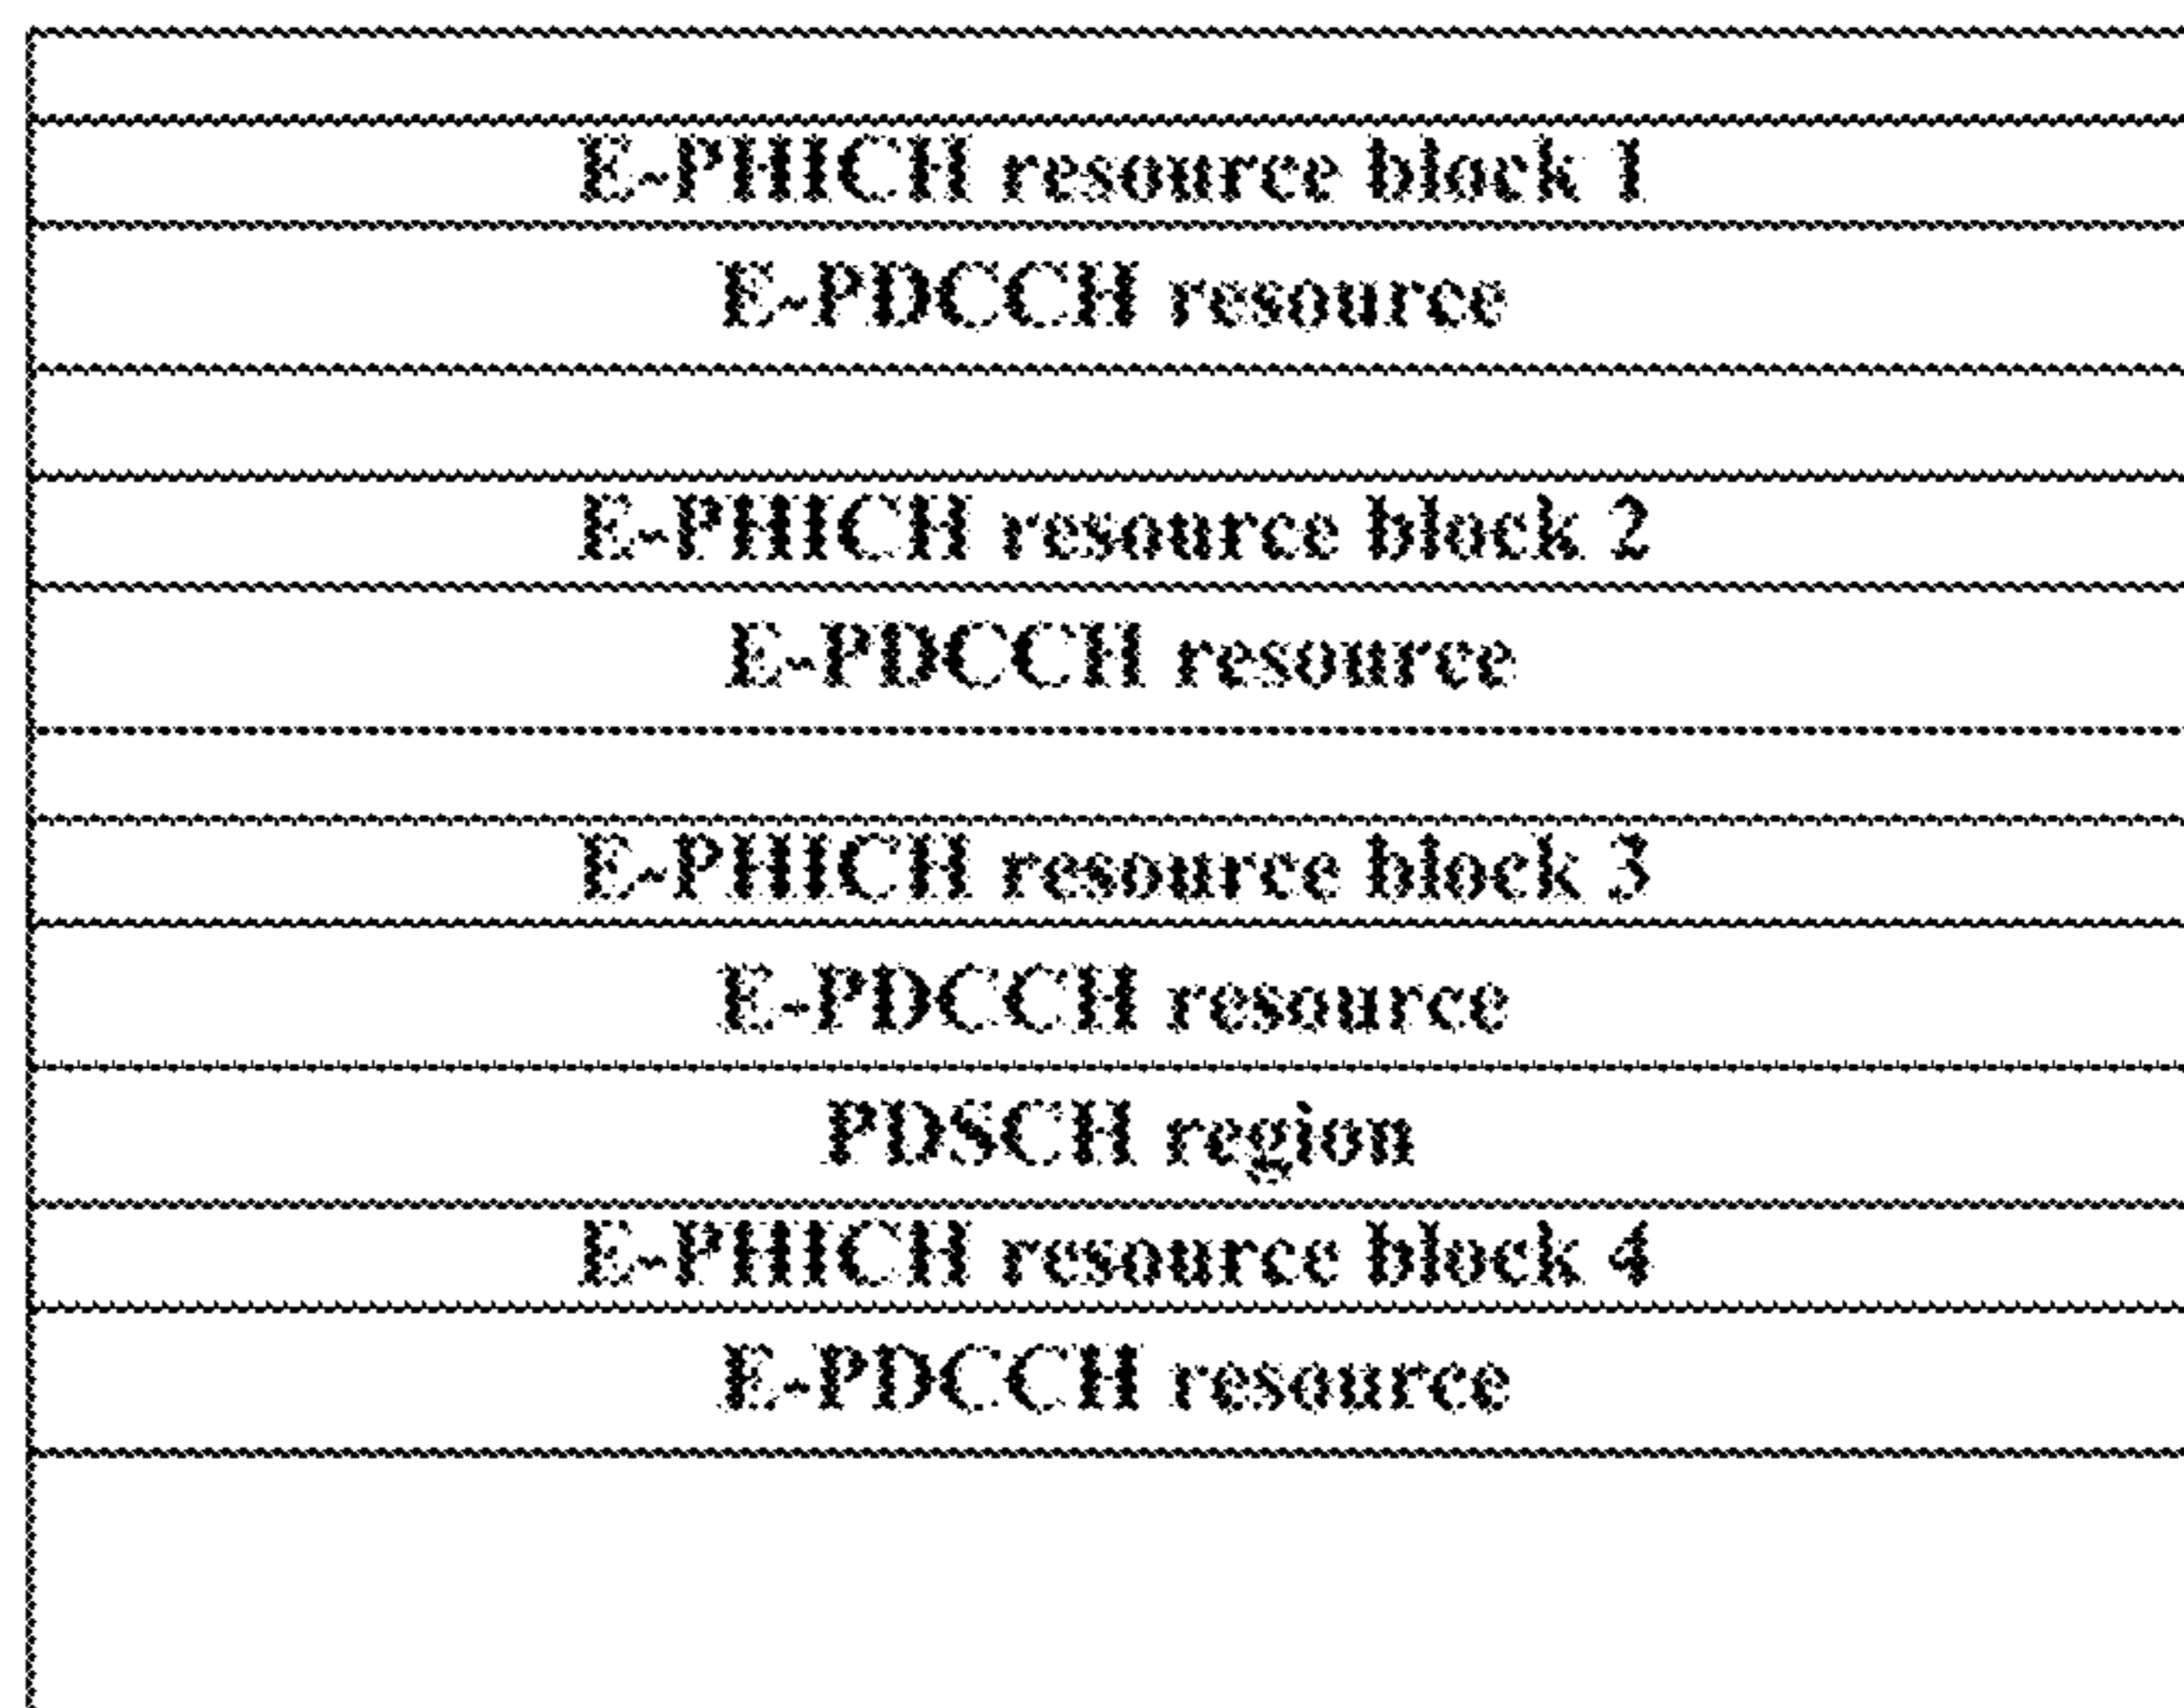 E-PHICH resource block 1
E-PDCCH resource
E-PHICH resource block 2
E-PDCCH resource
E-PHICH resource block 3
E-PDCCH resource
PDSCH region
E-PHICH resource block 4
E-PDCCH resource